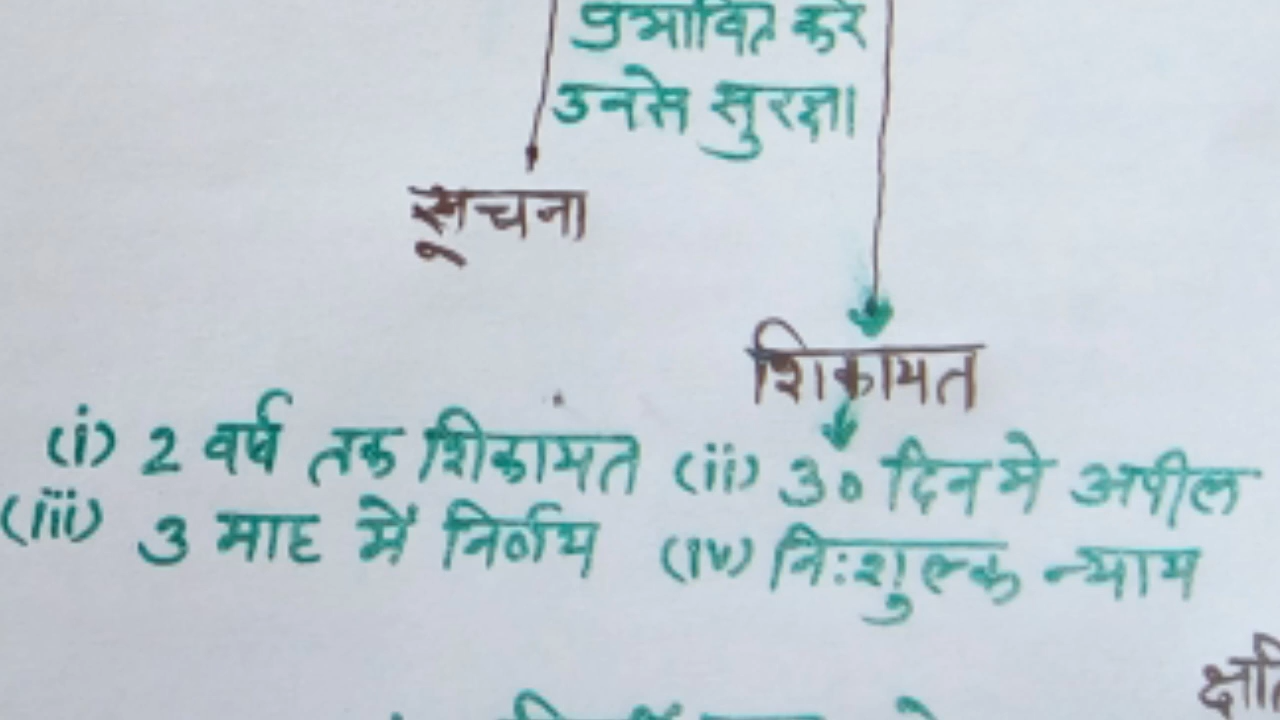 प्रभावित करे
उनसे सुरक्षा
सूचना
शिकायत
(i) 2 वर्ष तक शिकायत (ii) 30 दिन मे अपील
(iii) 3 माह में निर्णय (iv) नि:शुल्क न्याय